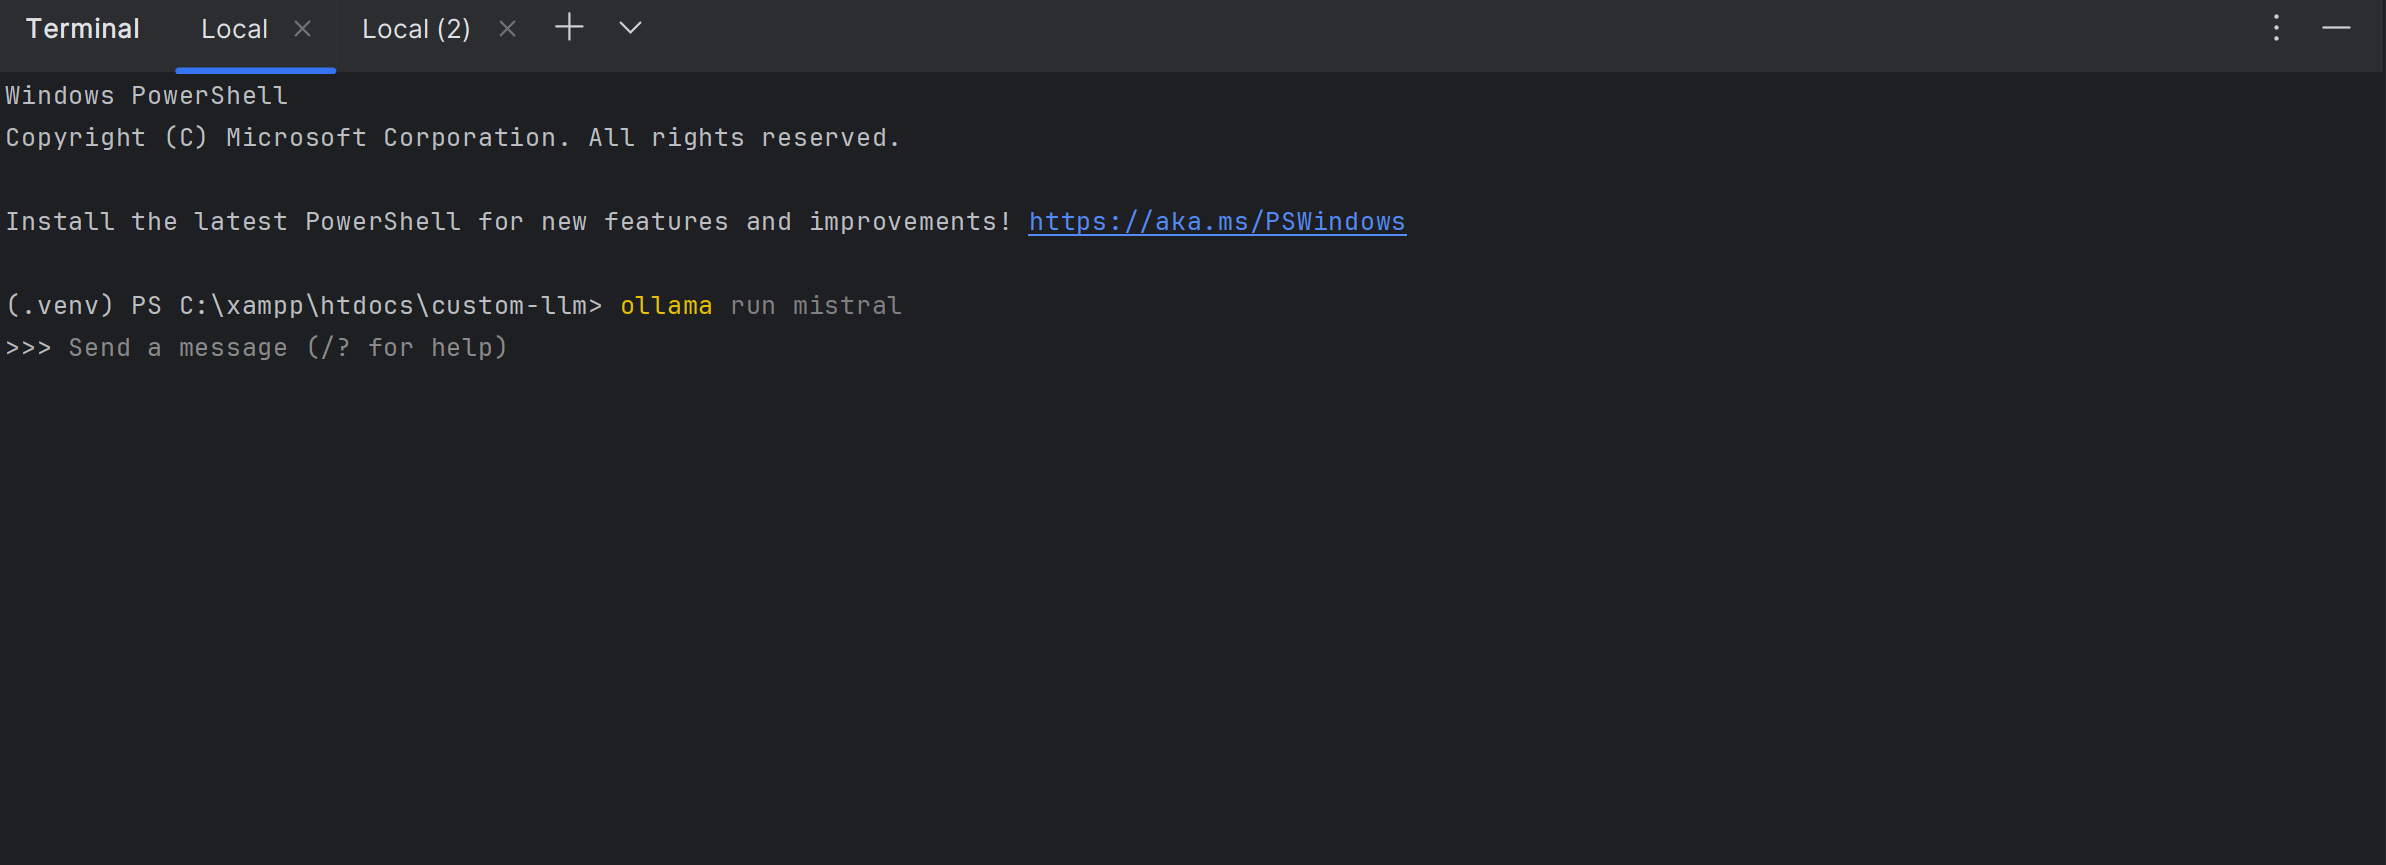 Terminal Local Local (2)
Windows PowerShell
Copyright (C) Microsoft Corporation. All rights reserved.
Install the latest PowerShell for new features and improvements! https://aka.ms/PSWindows
(.venv) PS C:\xampp\htdocs\custom-llm> ollama run mistral
>>> Send a message (/? for help)